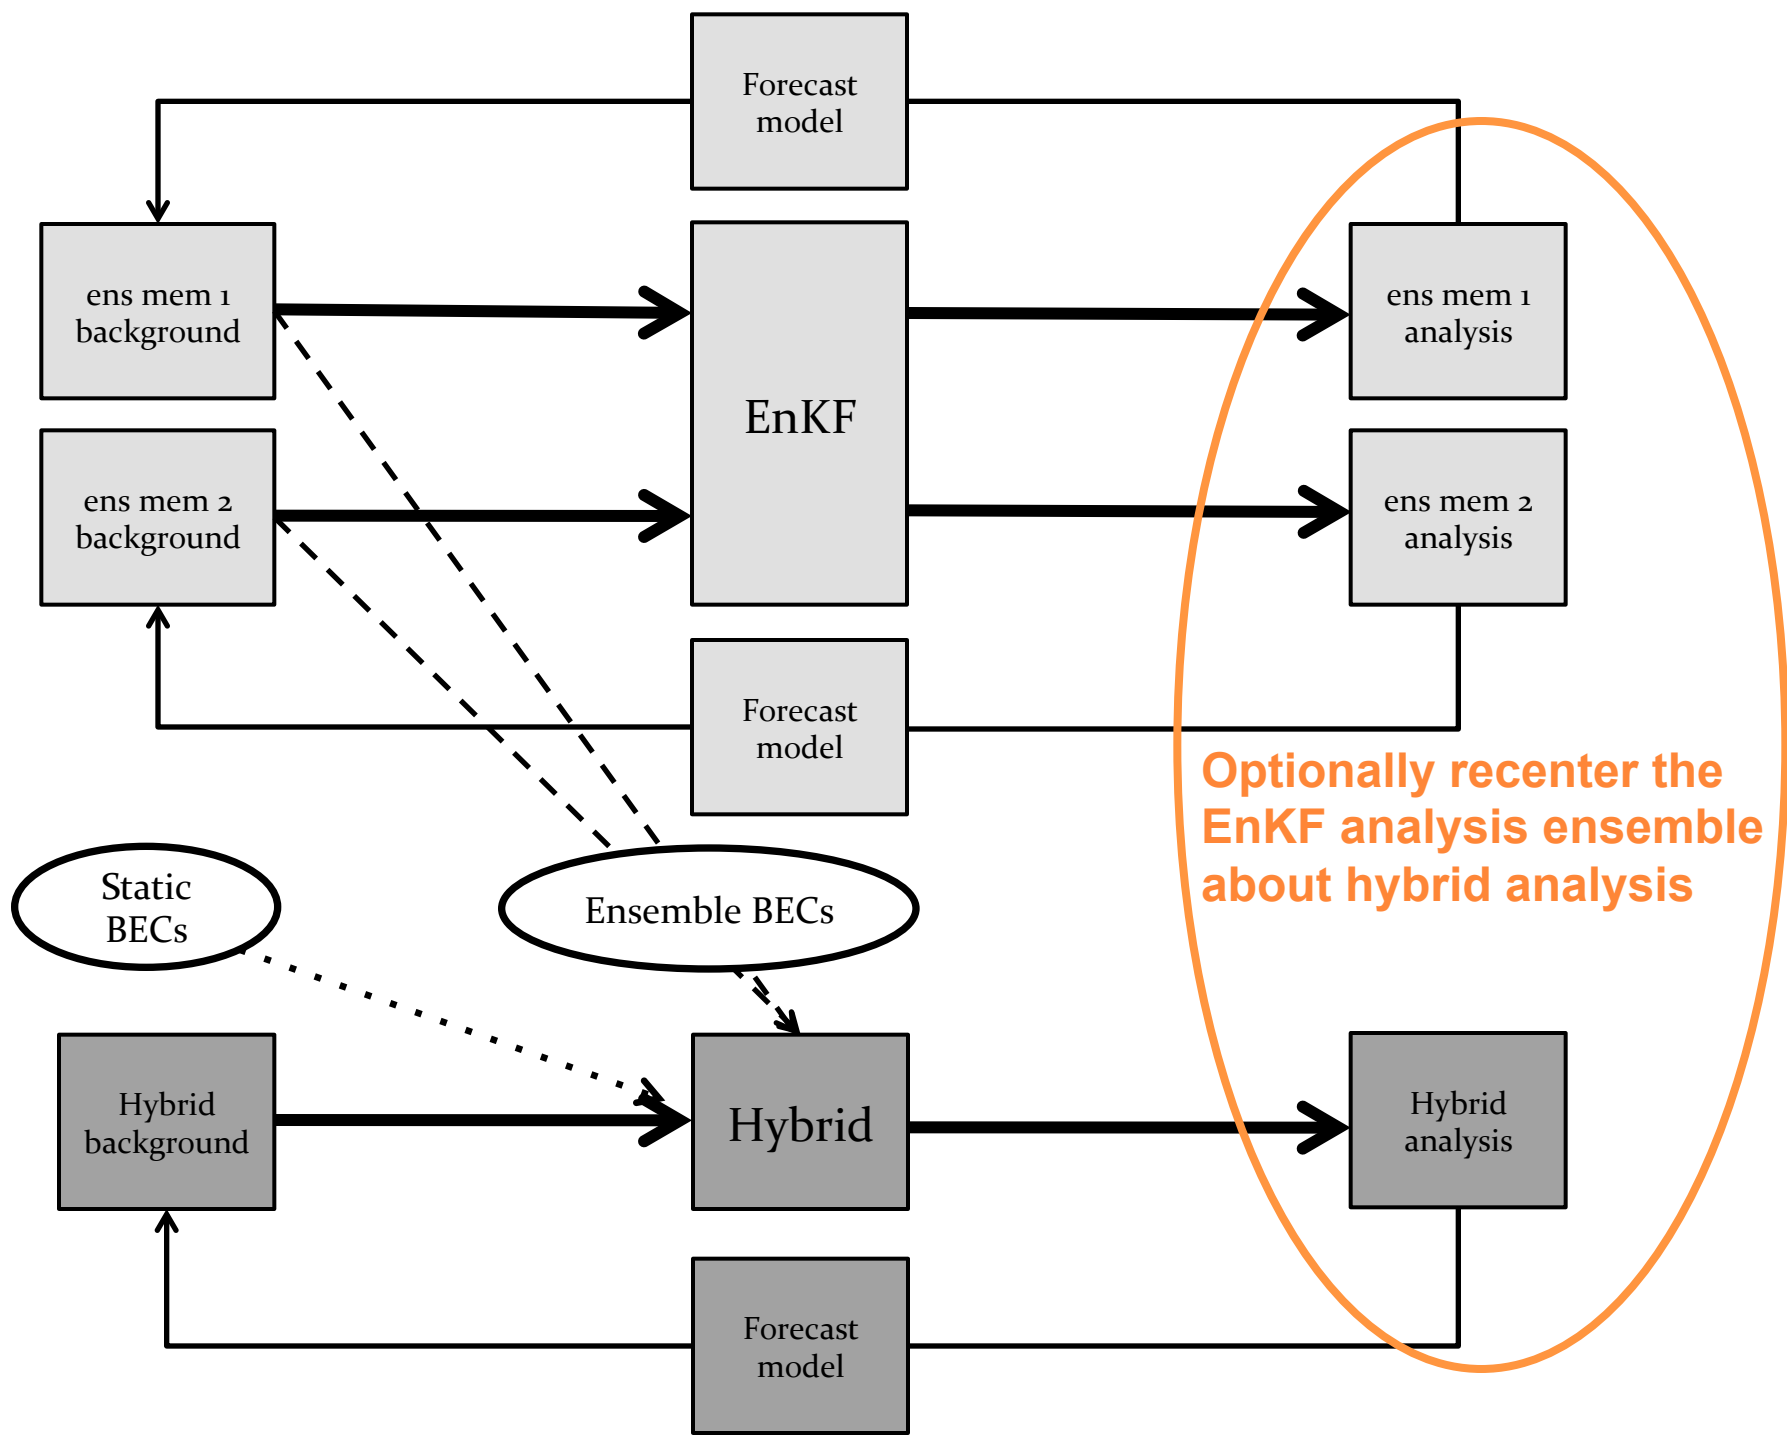 Forecast
model
ens mem 1
background
EnKF
ens mem 1
analysis
ens mem 2
background
ens mem 2
analysis
Forecast
model
Optionally recenter the
EnKF analysis ensemble
about hybrid analysis
Static
BECs
Ensemble BECs
Hybrid
background
Hybrid
Hybrid
analysis
Forecast
model